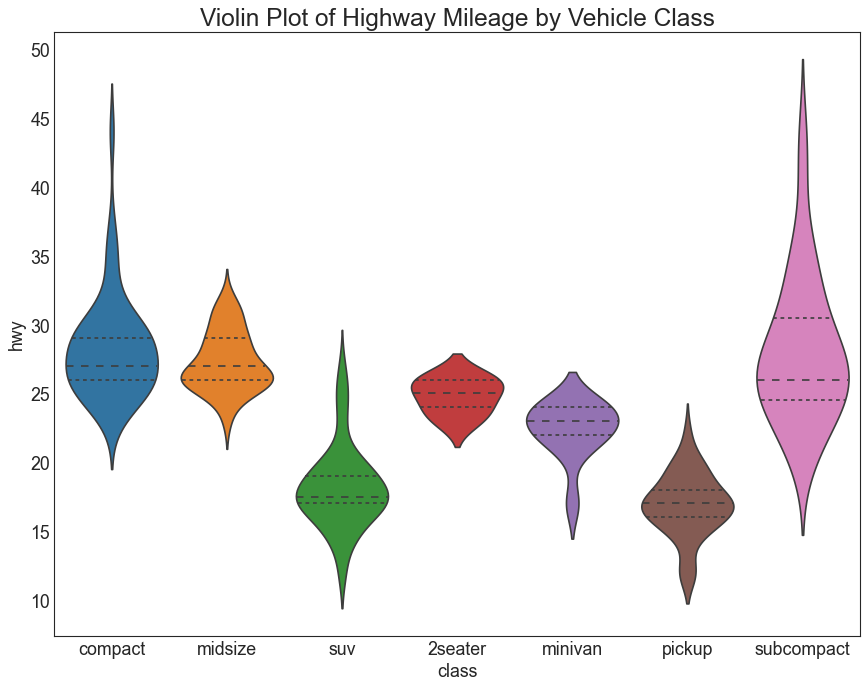 Violin Plot of Highway Mileage by Vehicle Class
50
45
40
35
30
25
20
15
10
hwy
compact midsize suv 2seater minivan pickup subcompact
class